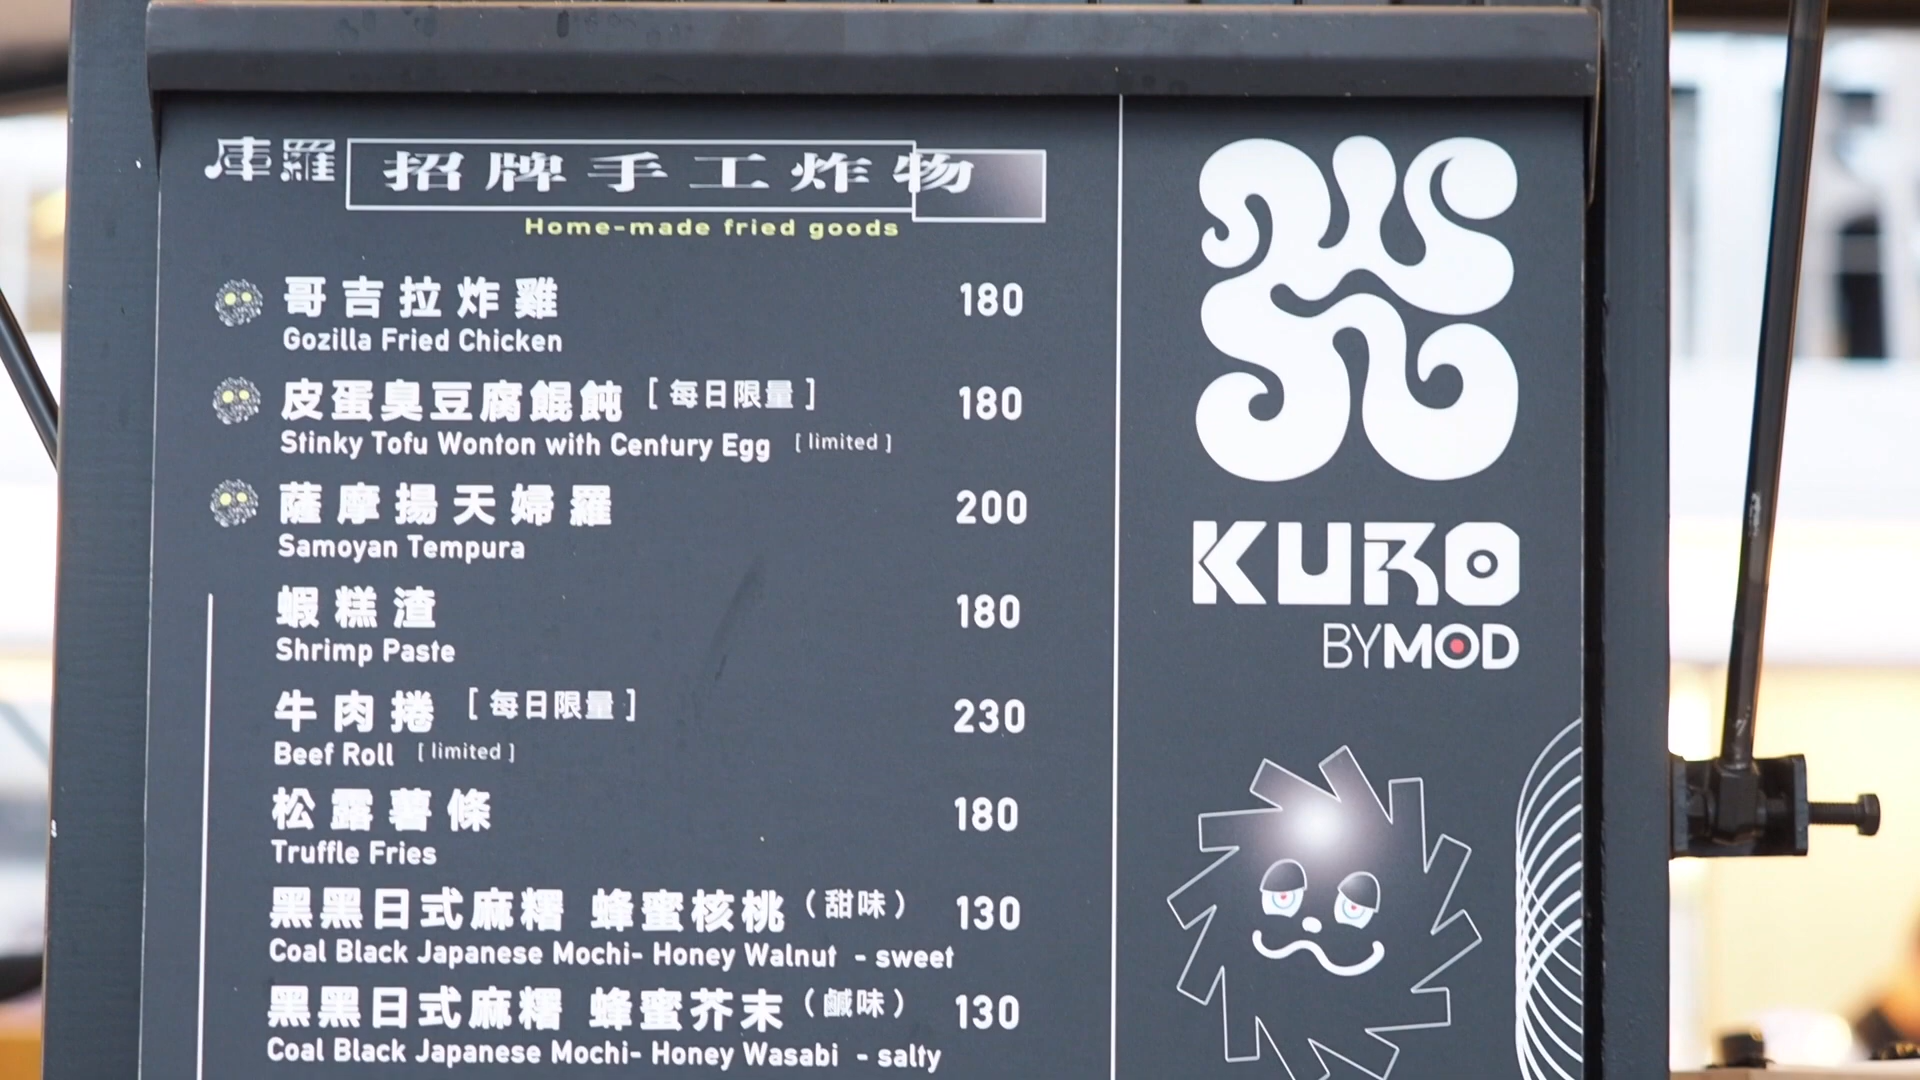 庫羅 招牌手工炸物
Home-made fried goods
哥吉拉炸雞 180
Gozilla Fried Chicken
皮蛋臭豆腐餛飩 [ 每日限量 ] 180
Stinky Tofu Wonton with Century Egg [ limited ]
薩摩揚天婦羅 200
Samoyan Tempura
蝦糕渣 180
Shrimp Paste
牛肉捲 [ 每日限量 ] 230
Beef Roll [ limited ]
松露薯條 180
Truffle Fries
黑黑日式麻糬 蜂蜜核桃（甜味） 130
Coal Black Japanese Mochi- Honey Walnut - sweet
黑黑日式麻糬 蜂蜜芥末（鹹味） 130
Coal Black Japanese Mochi- Honey Wasabi - salty
KURO
BYMOD